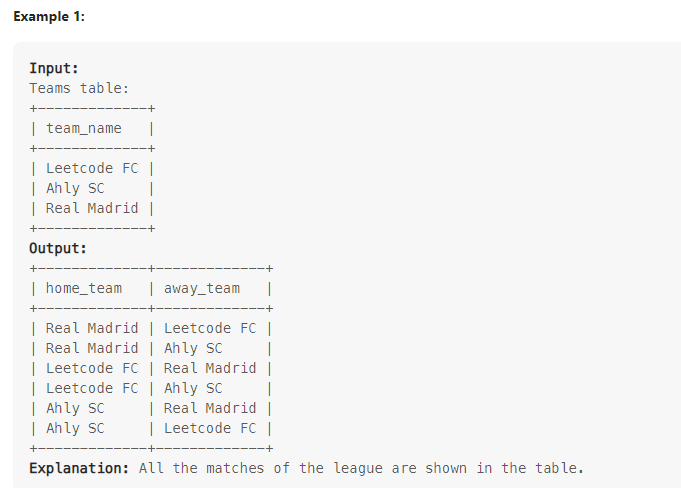 Example 1:
Input:
Teams table:
+-------------+
| team_name   |
+-------------+
| Leetcode FC |
| Ahly SC     |
| Real Madrid |
+-------------+
Output:
+-------------+-------------+
| home_team   | away_team   |
+-------------+-------------+
| Real Madrid | Leetcode FC |
| Real Madrid | Ahly SC     |
| Leetcode FC | Real Madrid |
| Leetcode FC | Ahly SC     |
| Ahly SC     | Real Madrid |
| Ahly SC     | Leetcode FC |
+-------------+-------------+
Explanation: All the matches of the league are shown in the table.